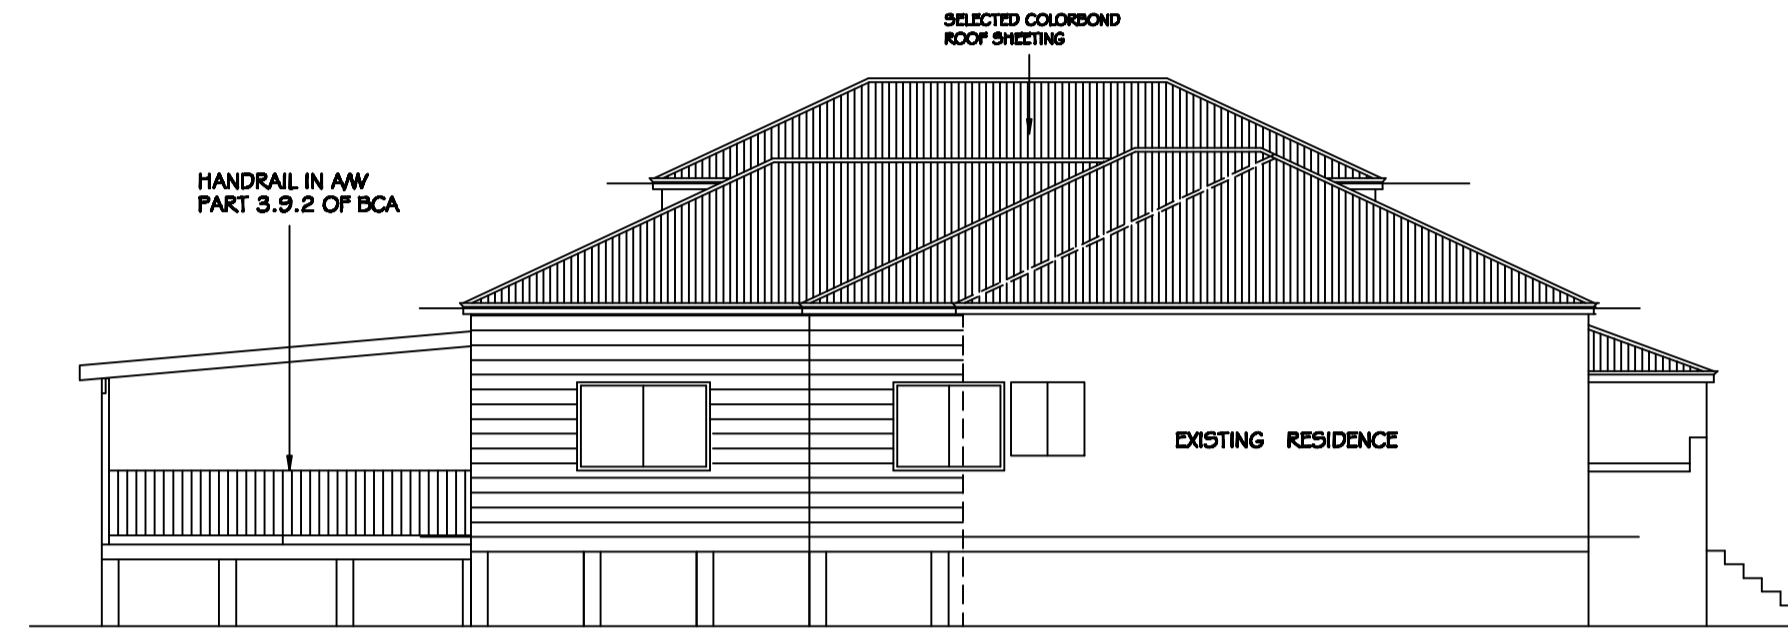 SELECTED COLORBOND
ROOF SHEETING
HANDRAIL IN A/W
PART 3.9.2 OF BCA
EXISTING RESIDENCE